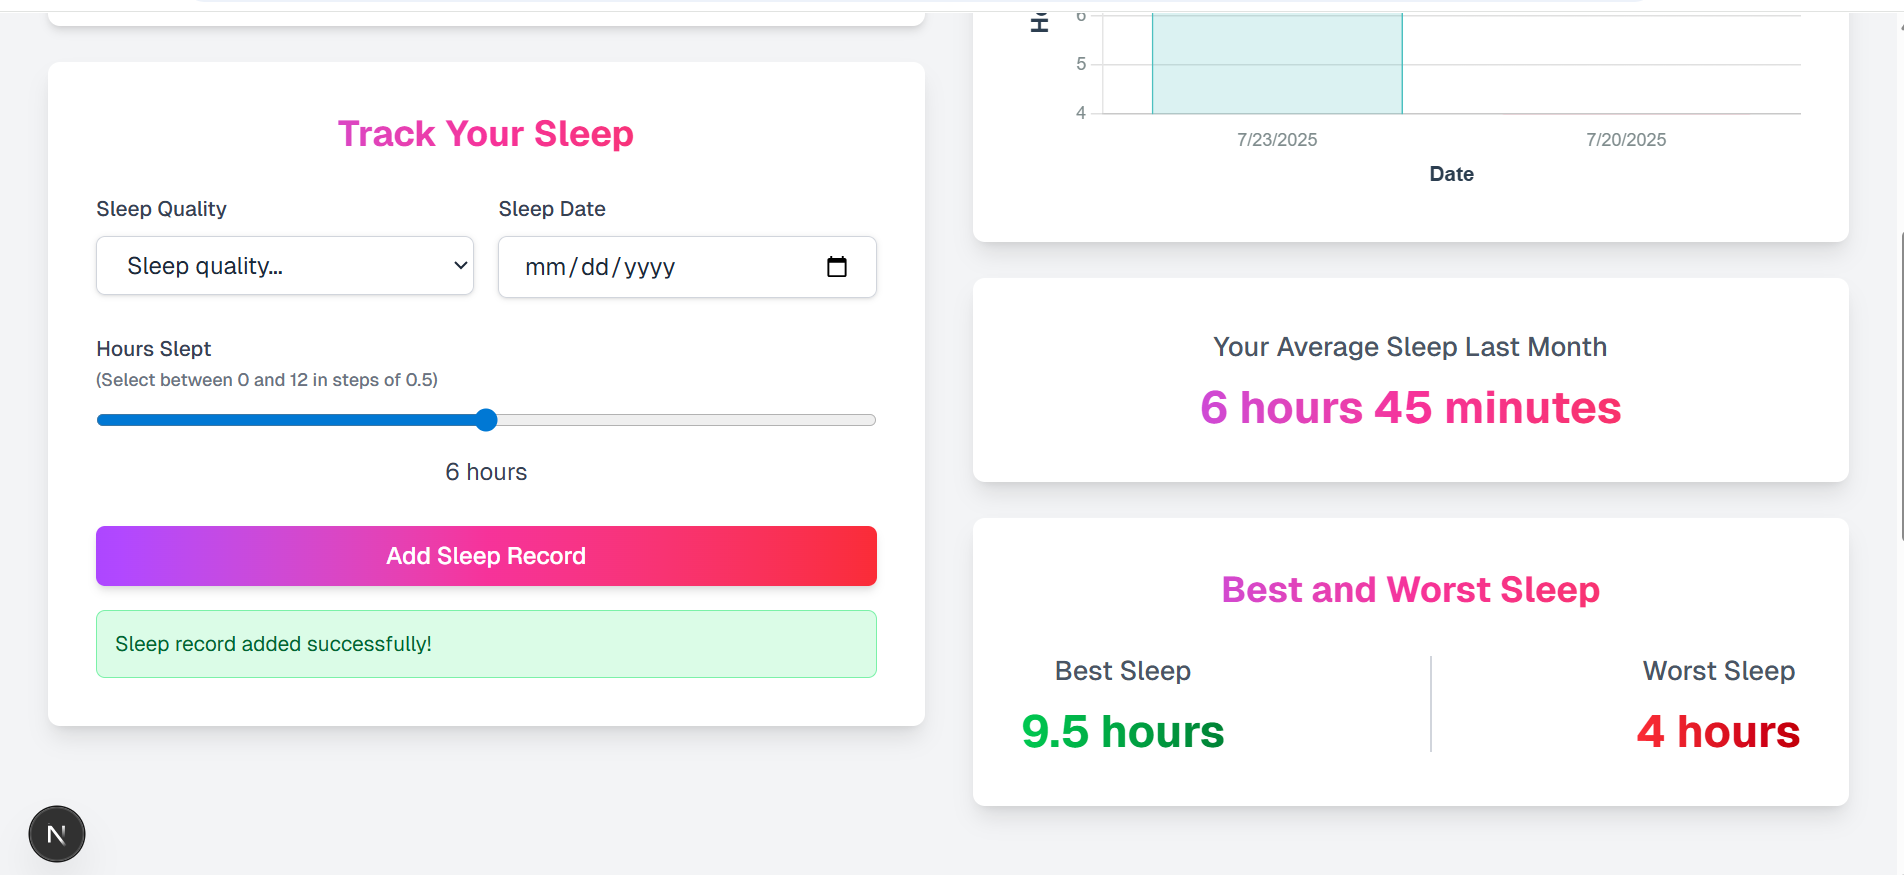 Track Your Sleep
Sleep Quality
Sleep Date
Sleep quality...
mm/dd/yyyy
Hours Slept
(Select between 0 and 12 in steps of 0.5)
6 hours
Add Sleep Record
Sleep record added successfully!
N
6
5
4
7/23/2025
7/20/2025
Date
Your Average Sleep Last Month
6 hours 45 minutes
Best and Worst Sleep
Best Sleep
Worst Sleep
9.5 hours
4 hours